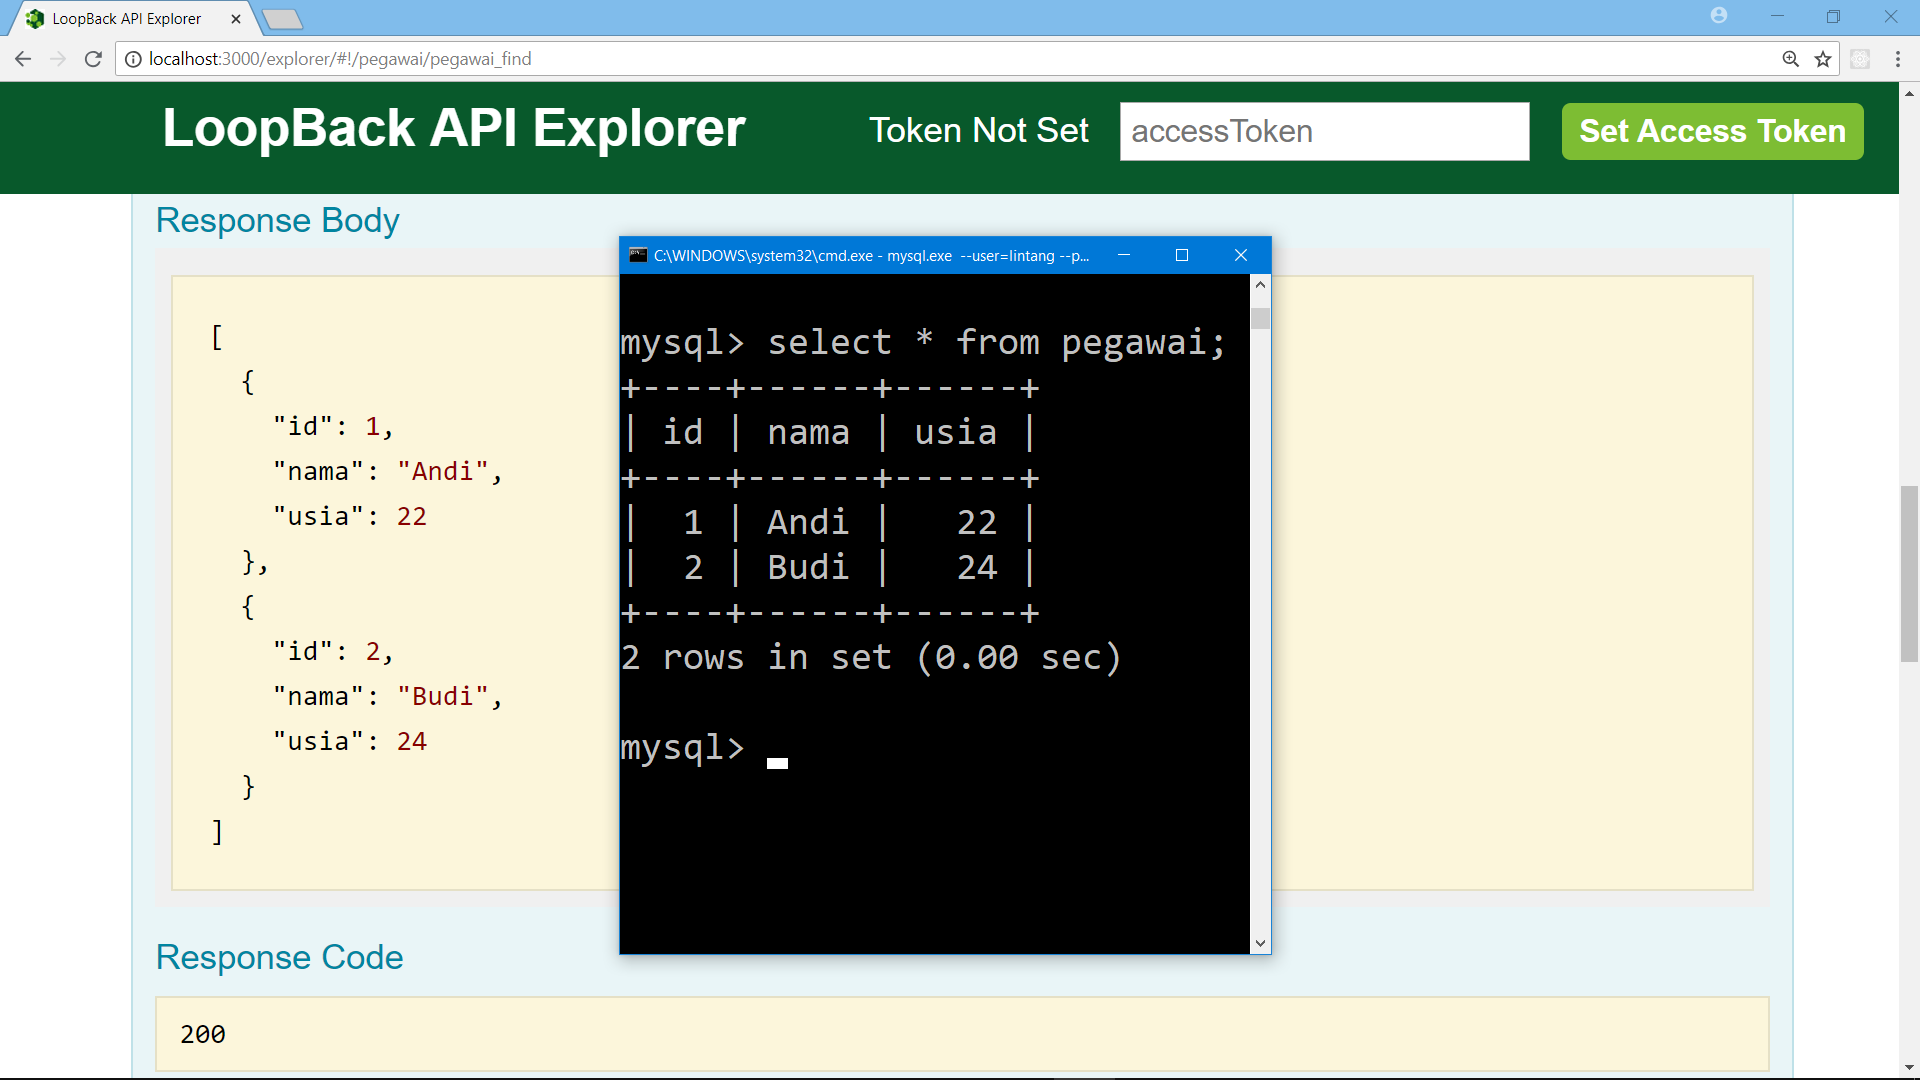 LoopBack API Explorer
localhost:3000/explorer/#!/pegawai/pegawai_find
LoopBack API Explorer
Token Not Set
accessToken
Set Access Token
Response Body
[
{
"id": 1,
"nama": "Andi",
"usia": 22
},
{
"id": 2,
"nama": "Budi",
"usia": 24
}
]
C:\WINDOWS\system32\cmd.exe - mysql.exe  --user=lintang --p...
mysql> select * from pegawai;
+----+------+------+
| id | nama | usia |
+----+------+------+
|  1 | Andi |   22 |
|  2 | Budi |   24 |
+----+------+------+
2 rows in set (0.00 sec)
mysql>
Response Code
200